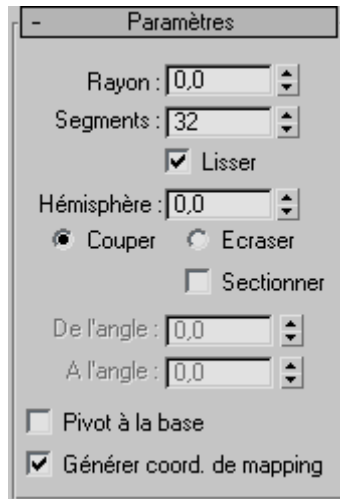 - Paramètres
Rayon : 0,0
Segments : 32
Lisser
Hémisphère : 0,0
Couper Ecraser
Sectionner
De l'angle : 0,0
A l'angle : 0,0
Pivot à la base
Générer coord. de mapping